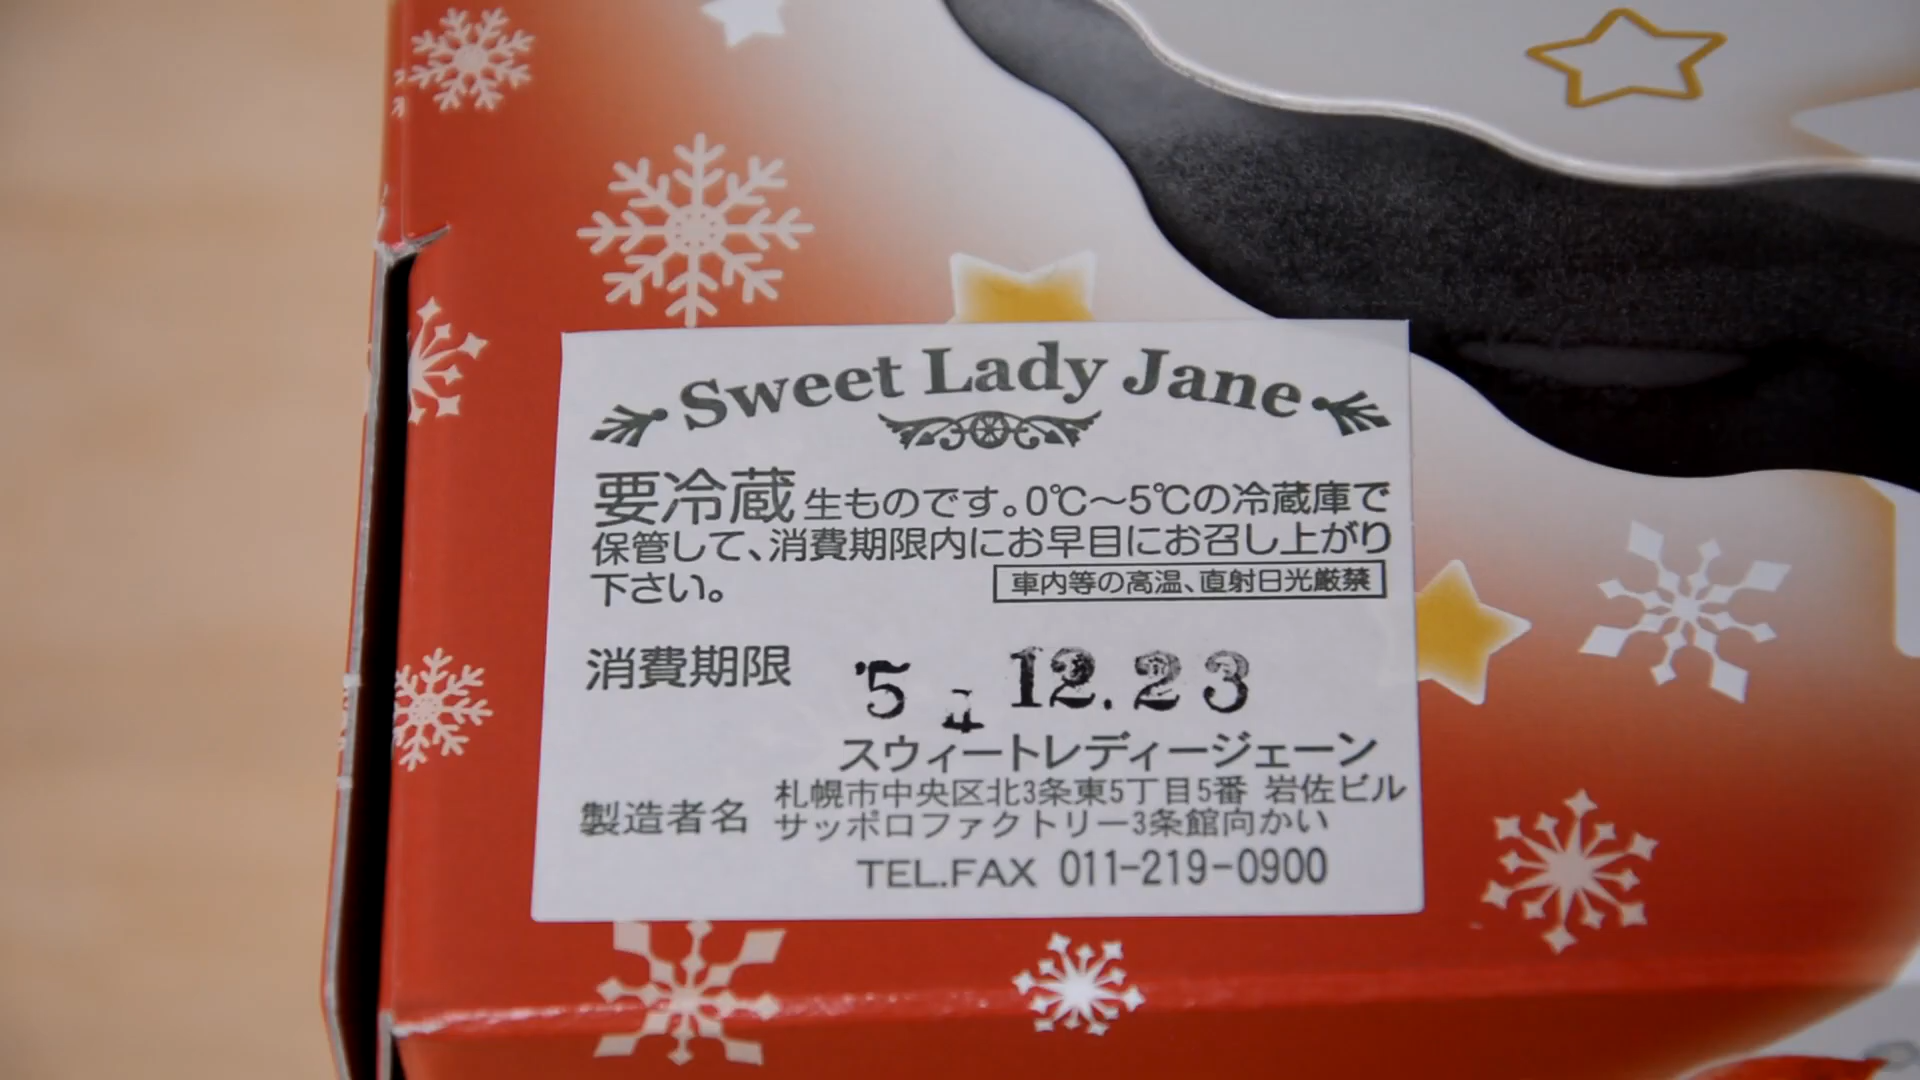 Sweet Lady Jane
要冷蔵 生ものです。0℃～5℃の冷蔵庫で
保管して、消費期限内にお早目にお召し上がり
下さい。
車内等の高温、直射日光厳禁
消費期限 '5 12.23
スウィートレディージェーン
製造者名 札幌市中央区北3条東5丁目5番 岩佐ビル
サッポロファクトリー3条館向かい
TEL.FAX 011-219-0900